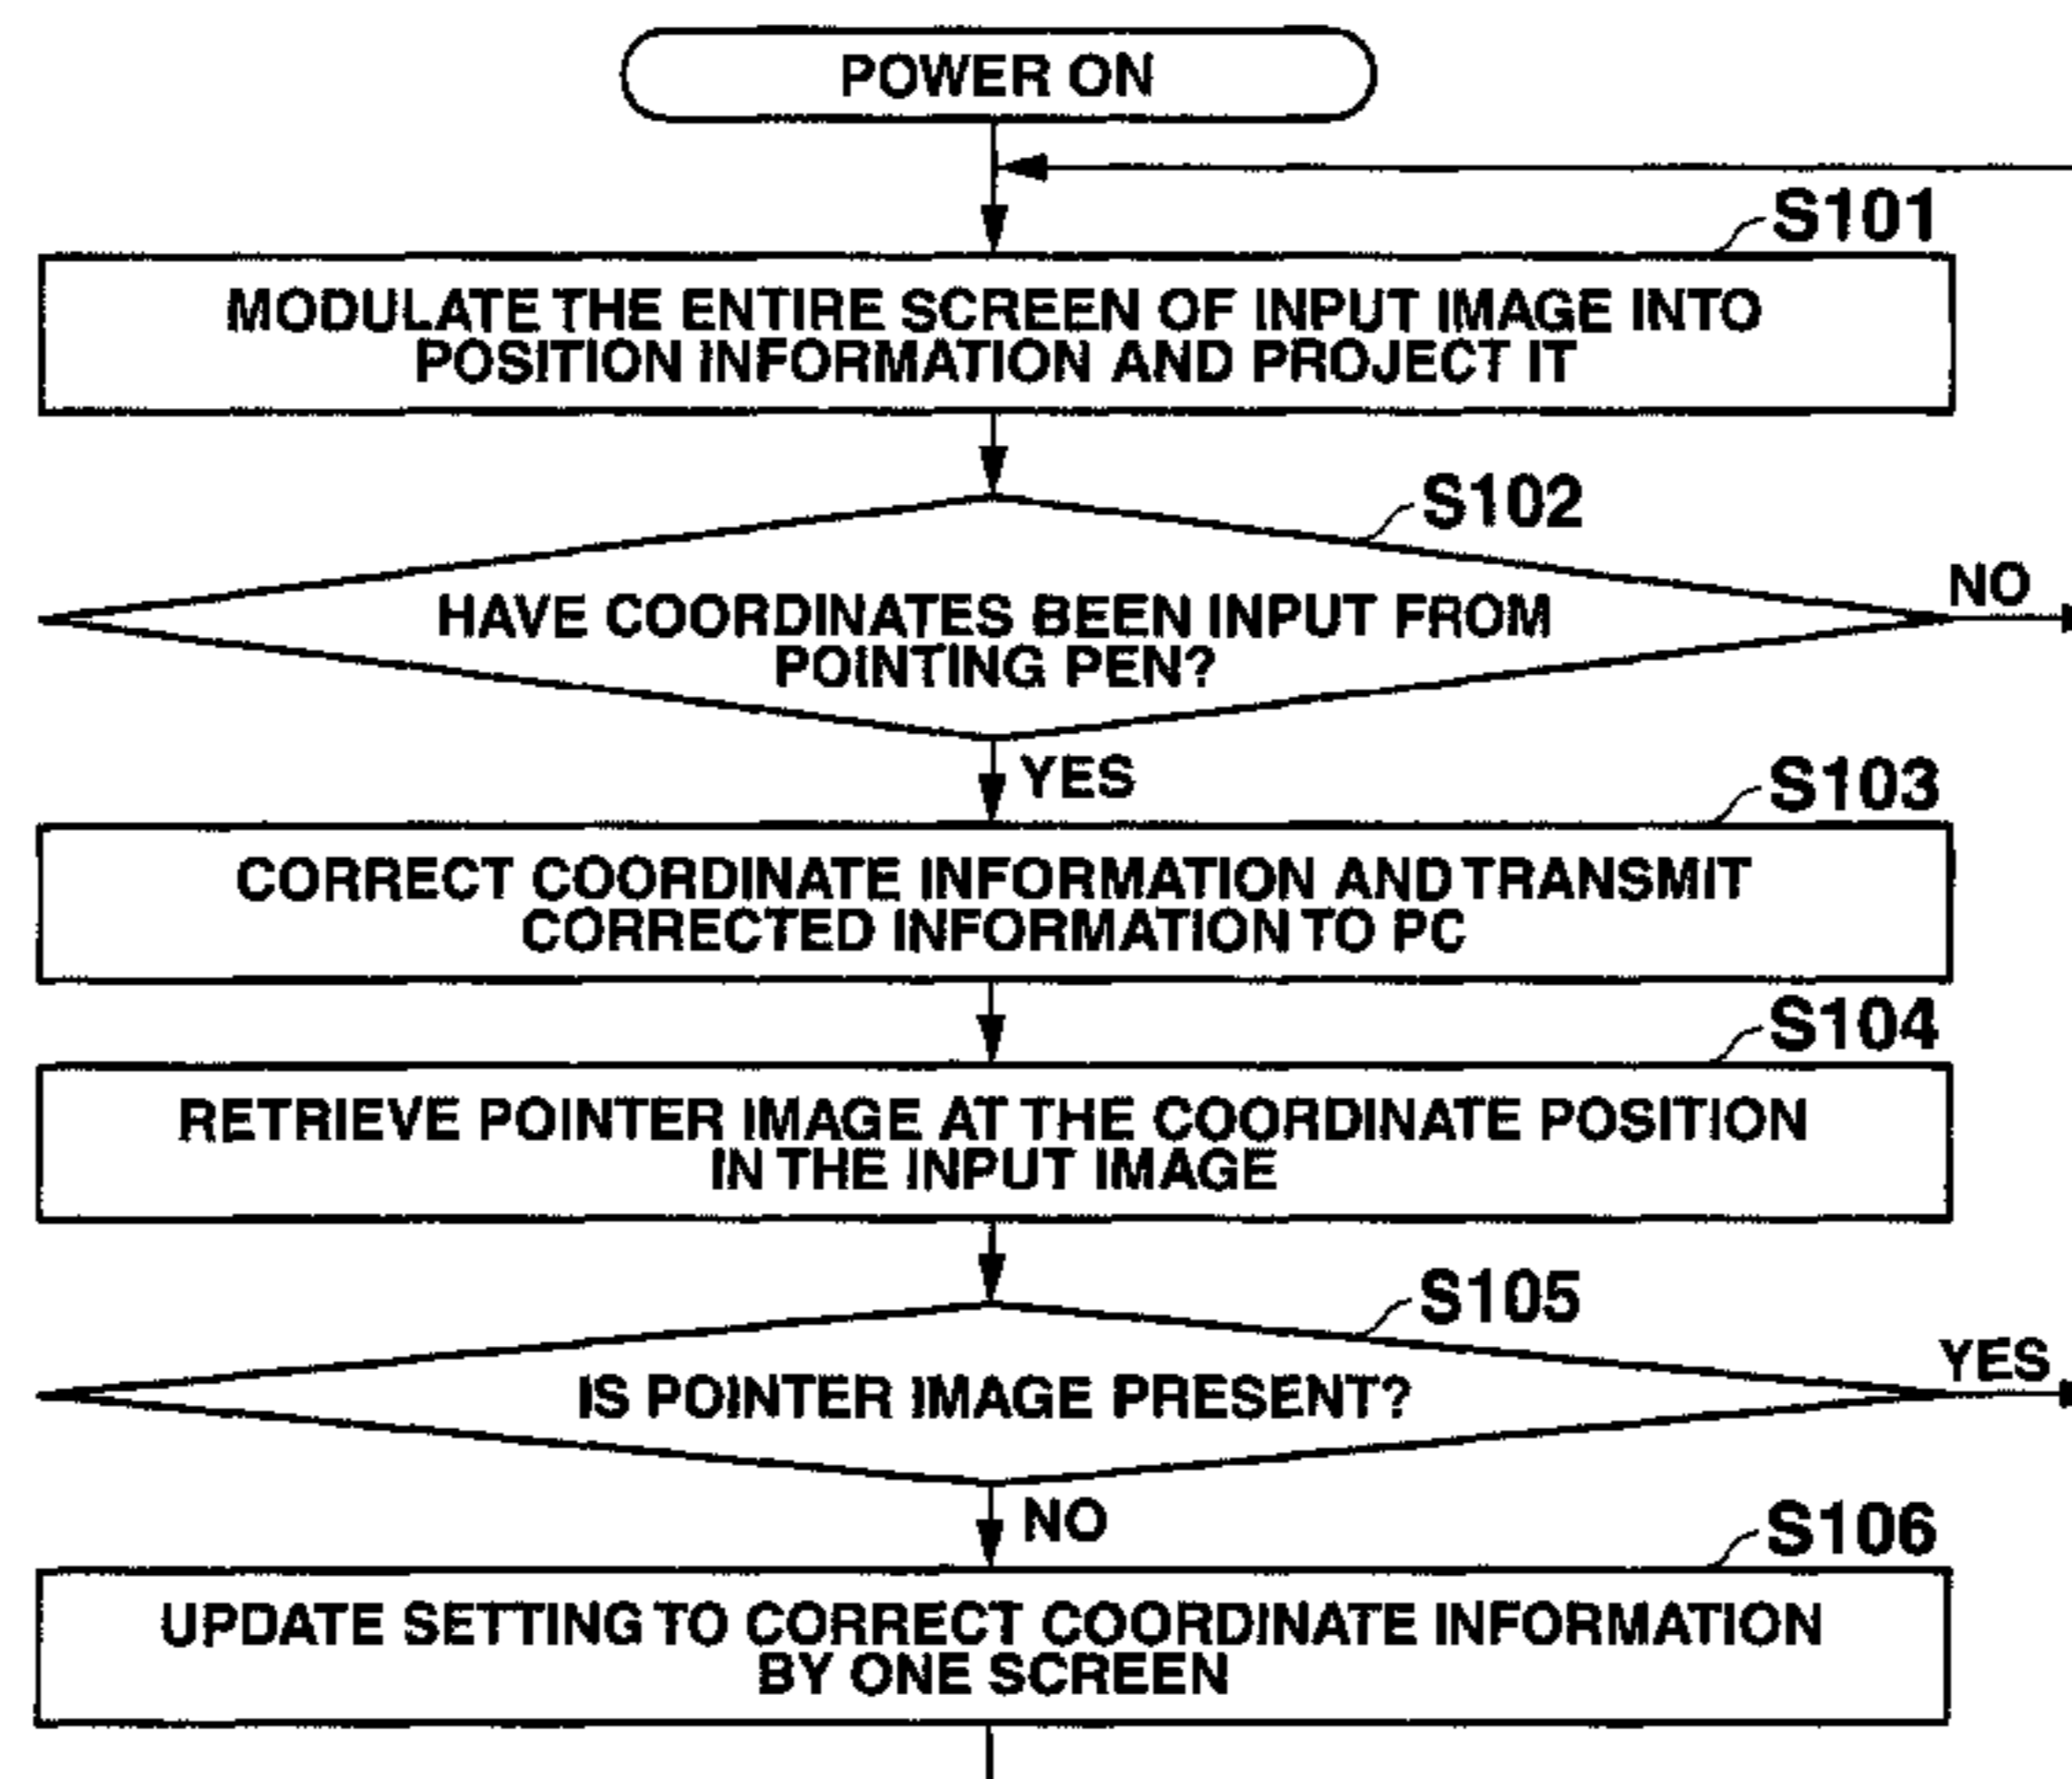 POWER ON
S101
MODULATE THE ENTIRE SCREEN OF INPUT IMAGE INTO
POSITION INFORMATION AND PROJECT IT
S102
HAVE COORDINATES BEEN INPUT FROM
POINTING PEN?
NO
YES
S103
CORRECT COORDINATE INFORMATION AND TRANSMIT
CORRECTED INFORMATION TO PC
S104
RETRIEVE POINTER IMAGE AT THE COORDINATE POSITION
IN THE INPUT IMAGE
S105
IS POINTER IMAGE PRESENT?
YES
NO
S106
UPDATE SETTING TO CORRECT COORDINATE INFORMATION
BY ONE SCREEN